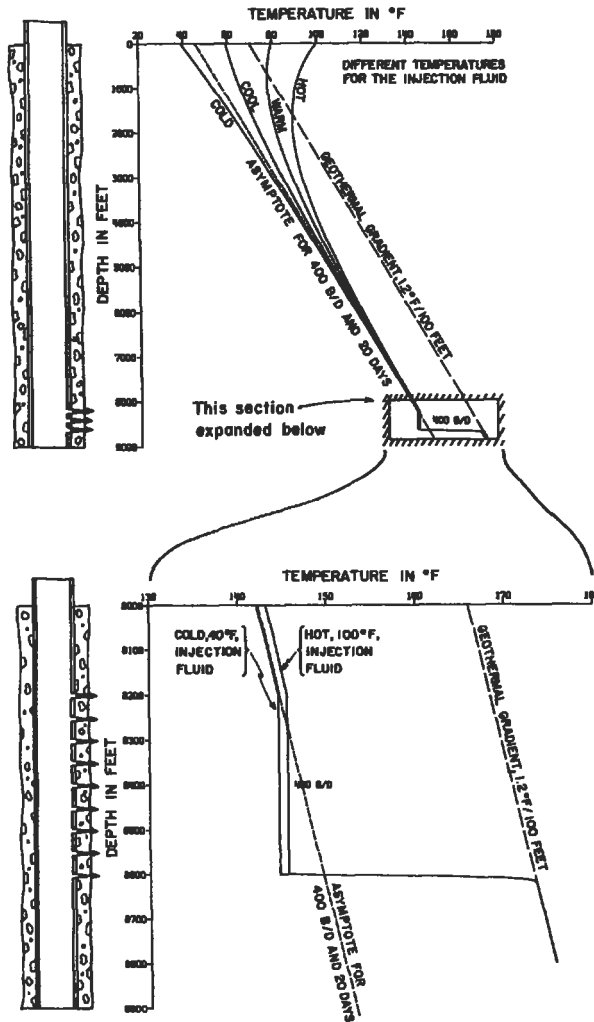 TEMPERATURE IN °F
20 40 60 80 100 120 140 160 180
DIFFERENT TEMPERATURES
FOR THE INJECTION FLUID
0
1000
2000
3000
4000
5000
6000
7000
8000
9000
DEPTH IN FEET
COLD
COOL
WARM
HOT
ASYMPTOTE FOR 400 B/D AND 20 DAYS
GEOTHERMAL GRADIENT, 1.2°F/100 FEET
This section
expanded below
400 B/D
TEMPERATURE IN °F
130 140 150 160 170 180
8000
8100
8200
8300
8400
8500
8600
8700
8800
8900
DEPTH IN FEET
COLD, 40°F,
INJECTION
FLUID
HOT, 100°F,
INJECTION
FLUID
400 B/D
GEOTHERMAL GRADIENT, 1.2°F/100 FEET
ASYMPTOTE FOR
400 B/D AND 20 DAYS